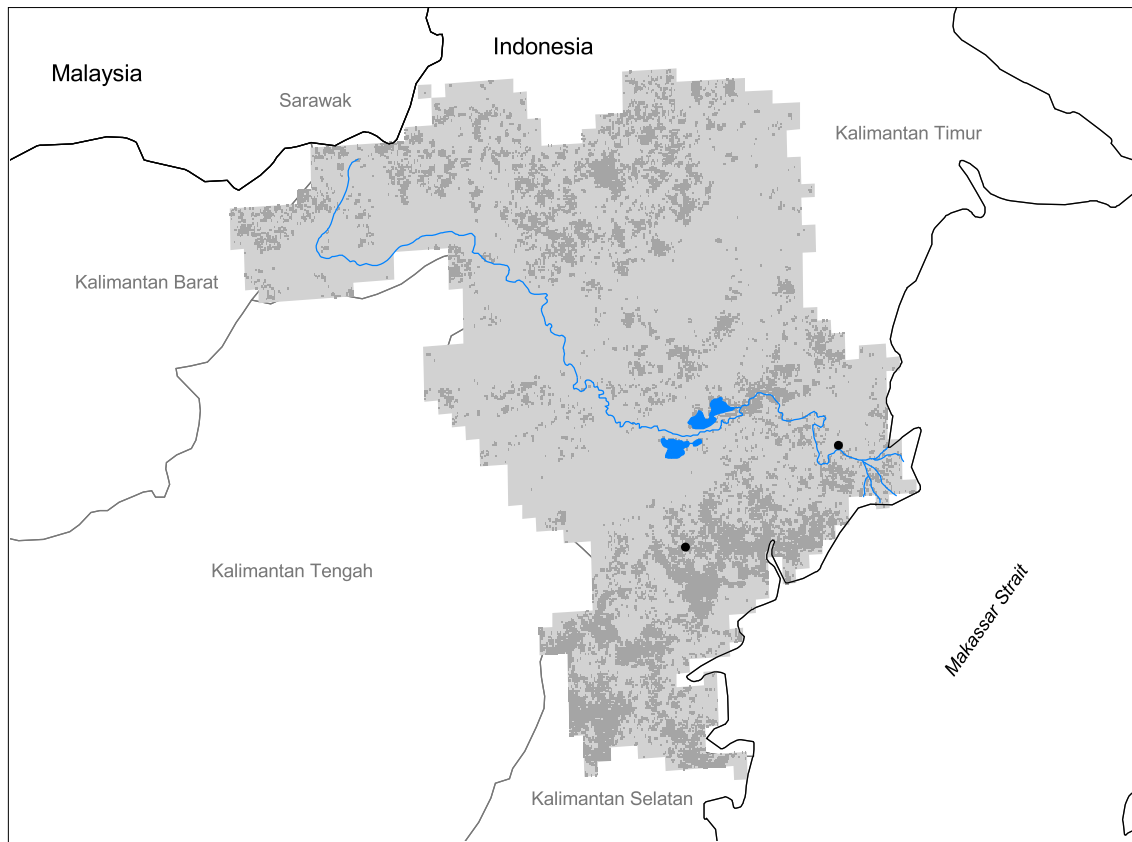 Indonesia
Malaysia
Sarawak
Kalimantan Timur
Kalimantan Barat
Kalimantan Tengah
Makassar Strait
Kalimantan Selatan